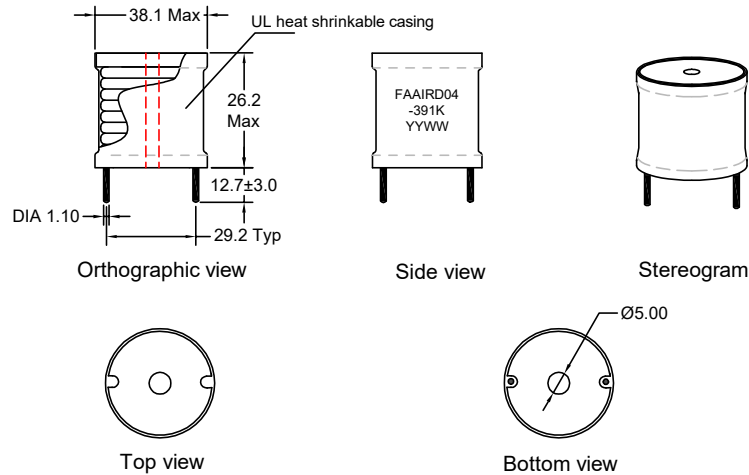 38.1 Max
UL heat shrinkable casing
26.2
Max
12.7±3.0
DIA 1.10
29.2 Typ
Orthographic view
FAAIRD04
-391K
YYWW
Side view
Stereogram
Top view
Ø5.00
Bottom view